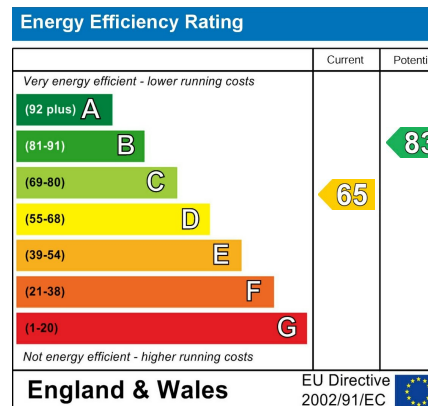 Energy Efficiency Rating
Current Potenti
Very energy efficient - lower running costs
(92 plus) A
(81-91) B
83
(69-80) C
65
(55-68) D
(39-54) E
(21-38) F
(1-20) G
Not energy efficient - higher running costs
England & Wales
EU Directive
2002/91/EC